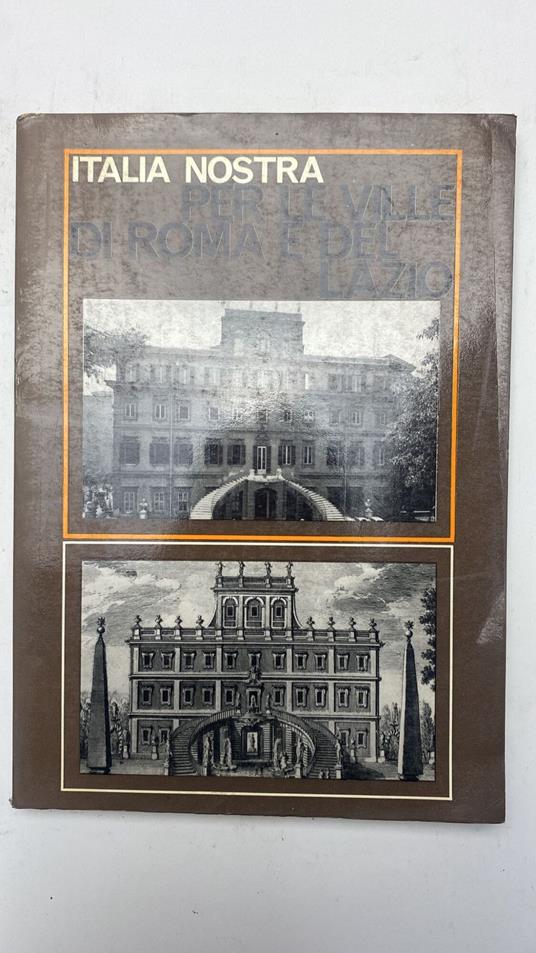 ITALIA NOSTRA
PER LE VILLE
DI ROMA E DEL
LAZIO